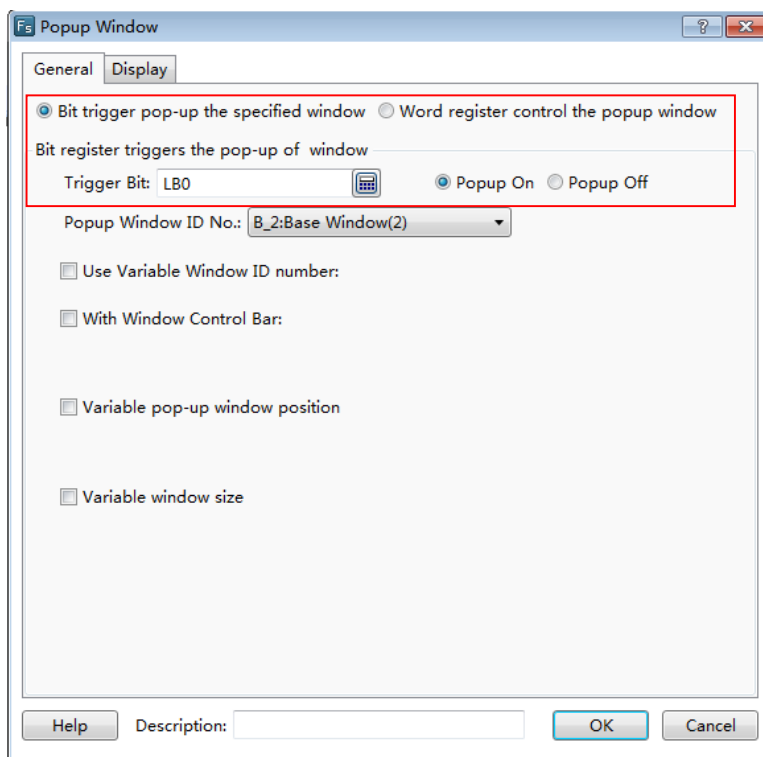 Fs Popup Window
General Display
Bit trigger pop-up the specified window Word register control the popup window
Bit register triggers the pop-up of window
Trigger Bit: LB0 Popup On Popup Off
Popup Window ID No.: B_2:Base Window(2)
Use Variable Window ID number:
With Window Control Bar:
Variable pop-up window position
Variable window size
Help Description: OK Cancel